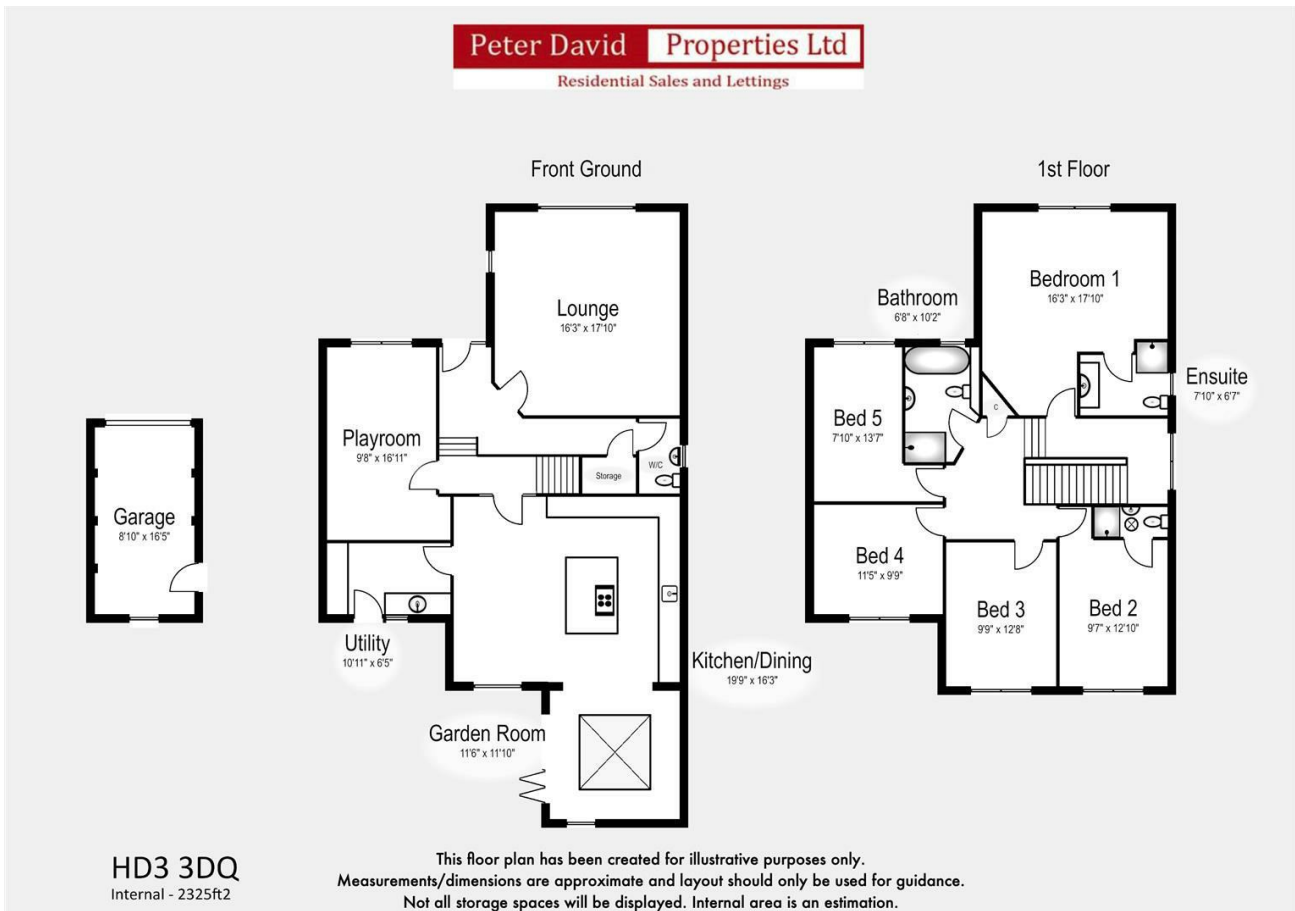 Peter David Properties Ltd
Residential Sales and Lettings
Front Ground
1st Floor
Lounge
16'3" x 17'10"
Playroom
9'8" x 16'11"
Storage
W/C
Garage
8'10" x 16'5"
Utility
10'11" x 6'5"
Kitchen/Dining
19'9" x 16'3"
Garden Room
11'6" x 11'10"
Bedroom 1
16'3" x 17'10"
Bathroom
6'8" x 10'2"
Ensuite
7'10" x 6'7"
C
Bed 5
7'10" x 13'7"
Bed 4
11'5" x 9'9"
Bed 3
9'9" x 12'8"
Bed 2
9'7" x 12'10"
HD3 3DQ
Internal - 2325ft2
This floor plan has been created for illustrative purposes only.
Measurements/dimensions are approximate and layout should only be used for guidance.
Not all storage spaces will be displayed. Internal area is an estimation.